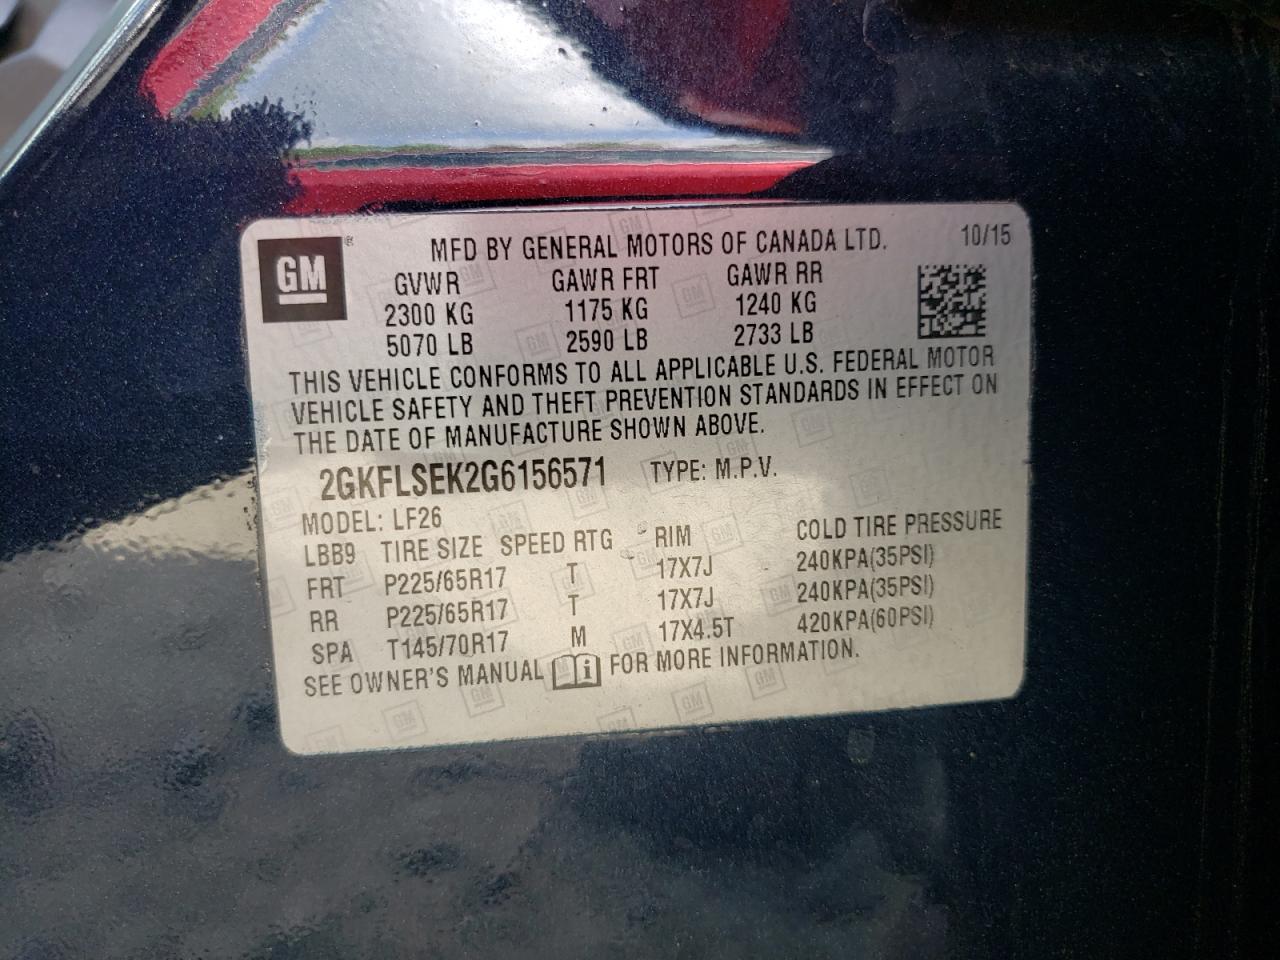 GM ® MFD BY GENERAL MOTORS OF CANADA LTD. 10/15
GVWR GAWR FRT GAWR RR
2300 KG 1175 KG 1240 KG
5070 LB 2590 LB 2733 LB
THIS VEHICLE CONFORMS TO ALL APPLICABLE U.S. FEDERAL MOTOR
VEHICLE SAFETY AND THEFT PREVENTION STANDARDS IN EFFECT ON
THE DATE OF MANUFACTURE SHOWN ABOVE.
2GKFLSEK2G6156571 TYPE: M.P.V.
MODEL: LF26
LBB9 TIRE SIZE SPEED RTG RIM COLD TIRE PRESSURE
FRT P225/65R17 T 17X7J 240KPA(35PSI)
RR P225/65R17 T 17X7J 240KPA(35PSI)
SPA T145/70R17 M 17X4.5T 420KPA(60PSI)
SEE OWNER'S MANUAL i FOR MORE INFORMATION.